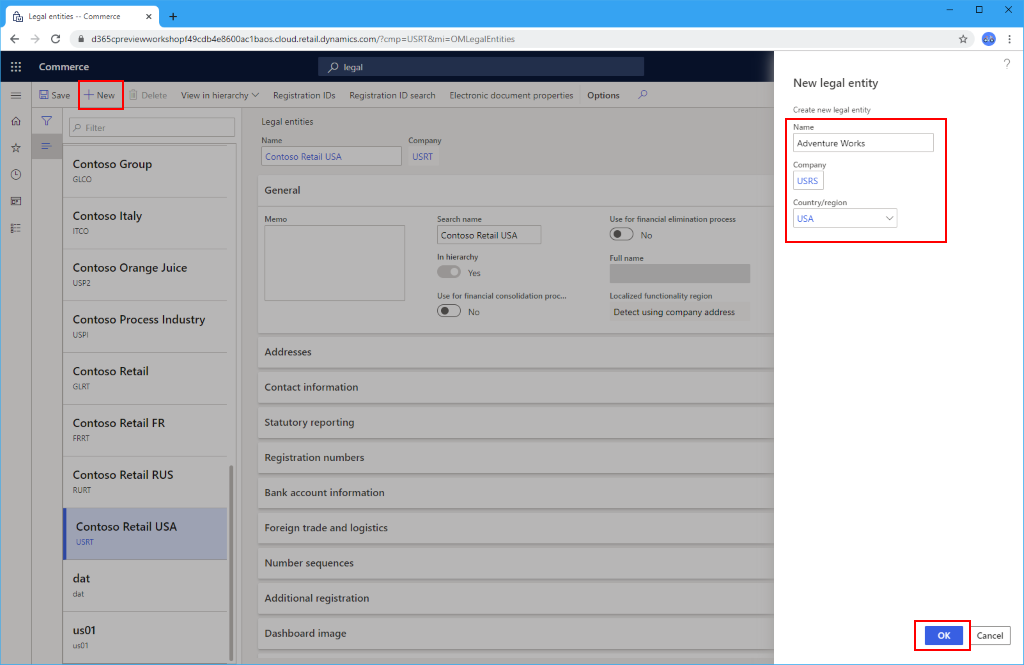 Legal entities -- Commerce
d365cpreviewworkshopf49cdb4e8600ac1baos.cloud.retail.dynamics.com/?cmp=USRT&mi=OMLegalEntities
Commerce
legal
?
Save
New
Delete
View in hierarchy
Registration IDs
Registration ID search
Electronic document properties
Options
Filter
Contoso Group
GLCO
Contoso Italy
ITCO
Contoso Orange Juice
USP2
Contoso Process Industry
USPI
Contoso Retail
GLRT
Contoso Retail FR
FRRT
Contoso Retail RUS
RURT
Contoso Retail USA
USRT
dat
dat
us01
us01
Legal entities
Name
Contoso Retail USA
Company
USRT
General
Memo
Search name
Contoso Retail USA
In hierarchy
Yes
Use for financial consolidation proc...
No
Use for financial elimination process
No
Full name
Localized functionality region
Detect using company address
Addresses
Contact information
Statutory reporting
Registration numbers
Bank account information
Foreign trade and logistics
Number sequences
Additional registration
Dashboard image
New legal entity
Create new legal entity
Name
Adventure Works
Company
USRS
Country/region
USA
OK
Cancel